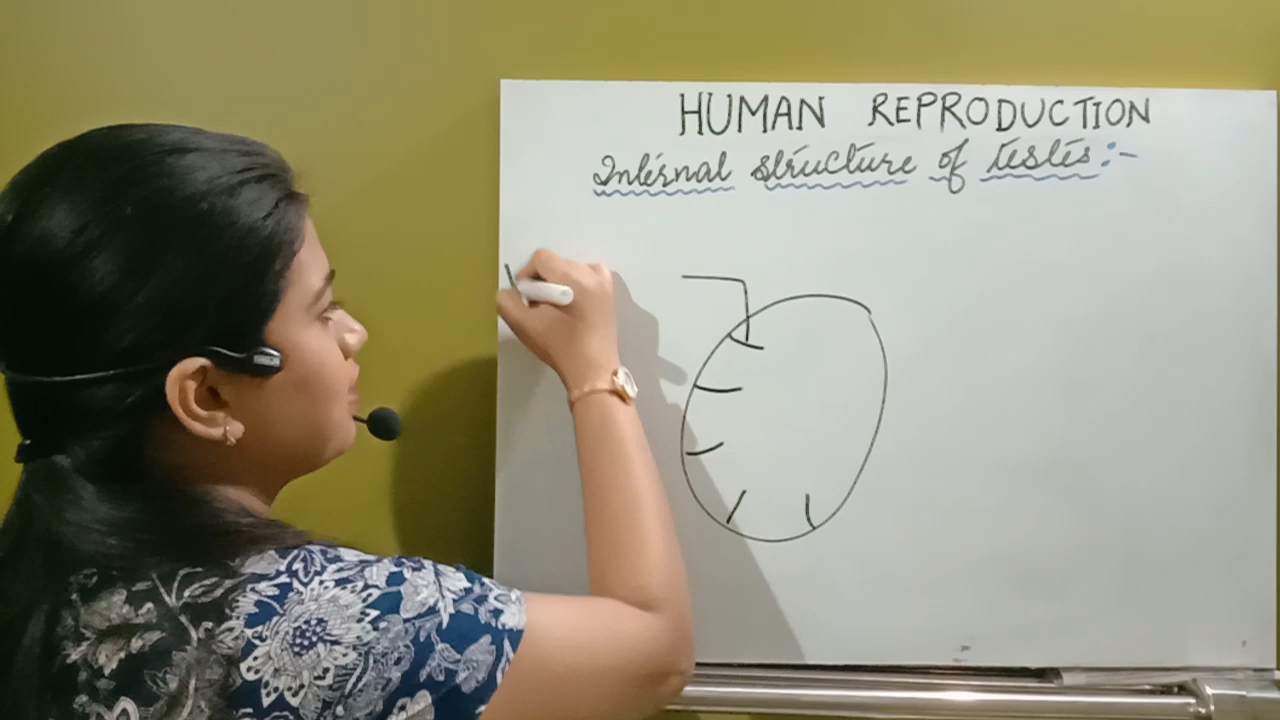 HUMAN REPRODUCTION
Internal structure of testes:-